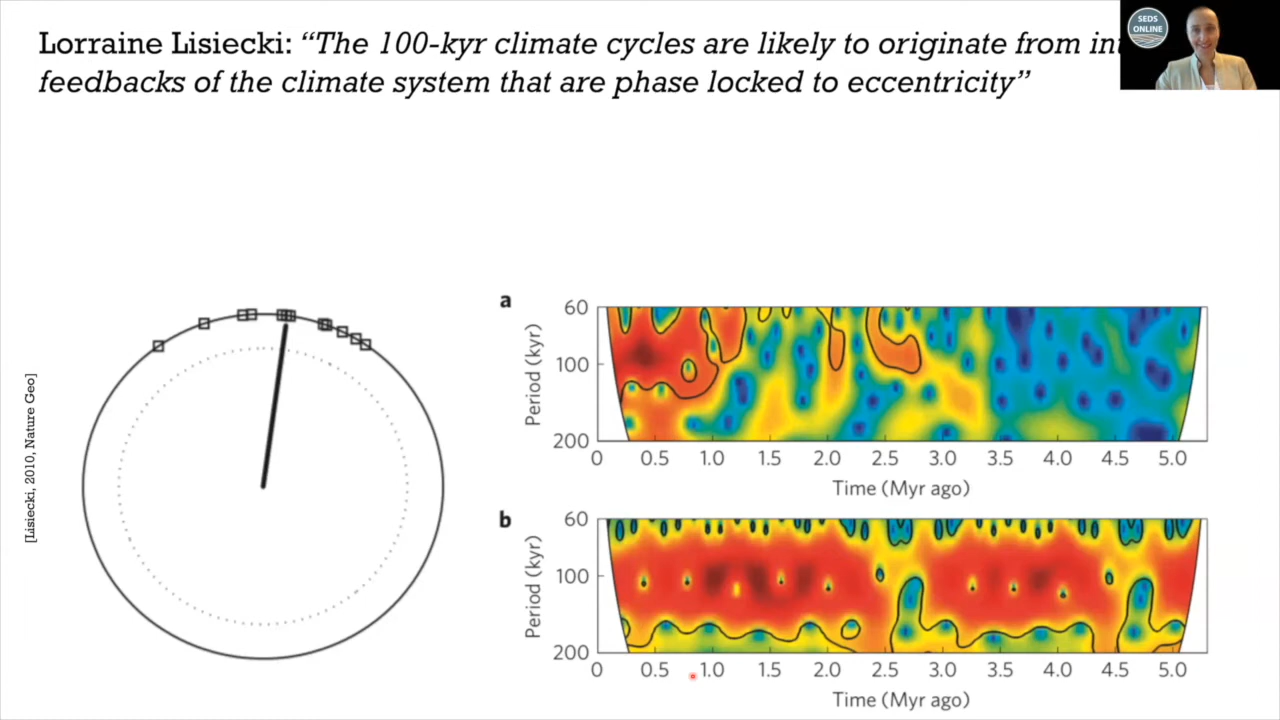 Lorraine Lisiecki: “The 100-kyr climate cycles are likely to originate from
feedbacks of the climate system that are phase locked to eccentricity”
SEDS
ONLINE
[Lisiecki, 2010, Nature Geo]
a
Period (kyr)
60
100
200
0 0.5 1.0 1.5 2.0 2.5 3.0 3.5 4.0 4.5 5.0
Time (Myr ago)
b
Period (kyr)
60
100
200
0 0.5 1.0 1.5 2.0 2.5 3.0 3.5 4.0 4.5 5.0
Time (Myr ago)